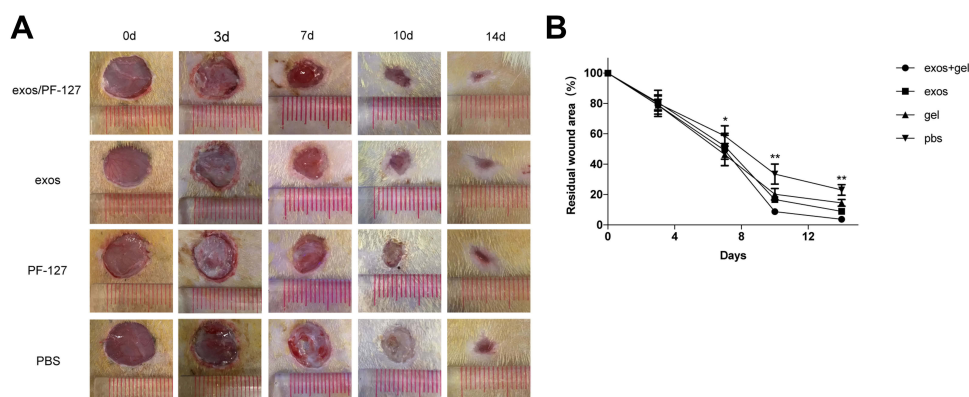 A
0d 3d 7d 10d 14d
exos/PF-127
exos
PF-127
PBS
B
Residual wound area (%)
100
80
60
40
20
0
0 4 8 12
Days
*
**
**
exos+gel
exos
gel
pbs